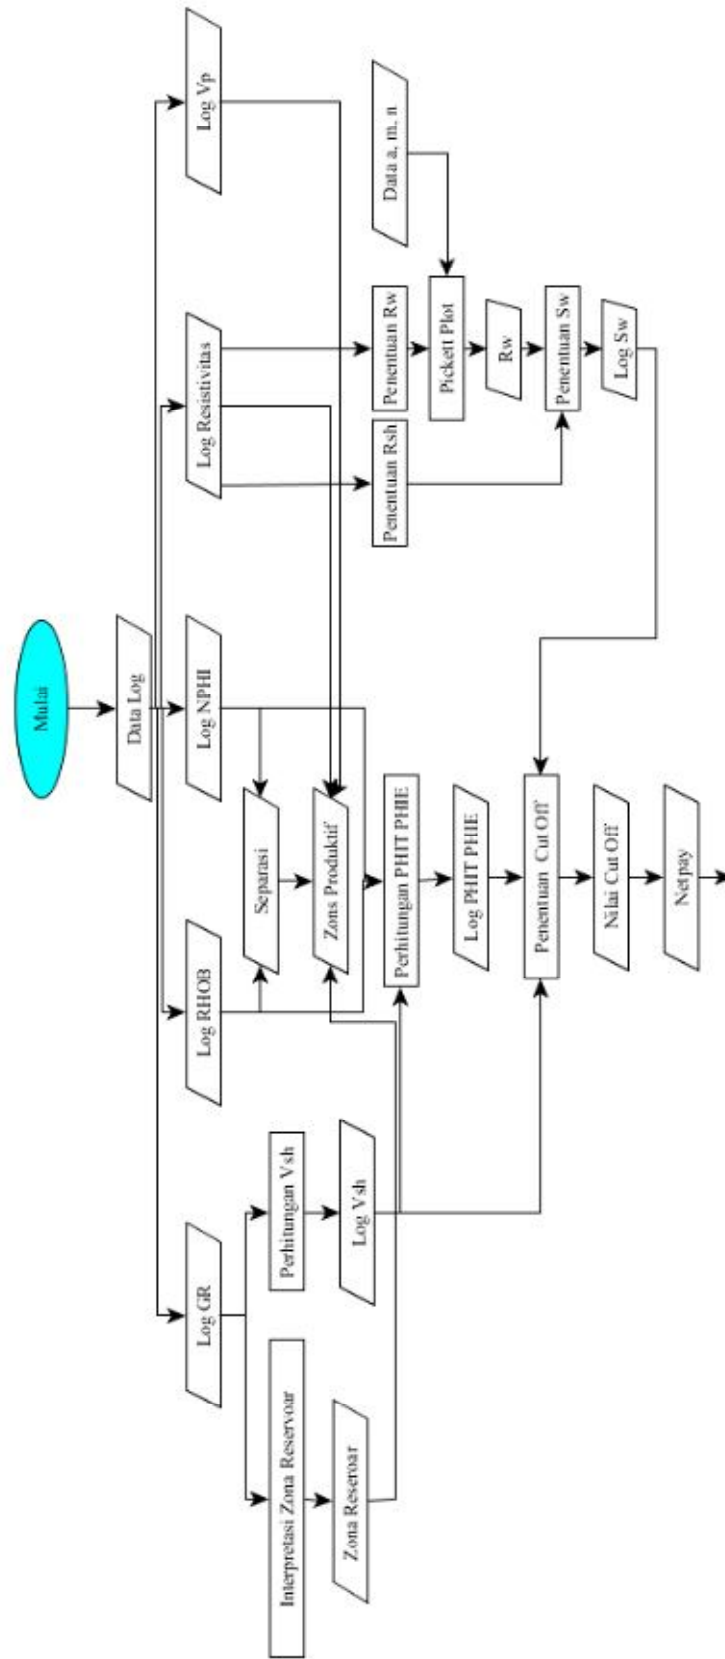 Mulai
Data Log
Log GR
Log RHOB
Log NPHI
Log Resistivitas
Log Vp
Interpretasi Zona Reservoar
Perhitungan Vsh
Separasi
Zona Reseroar
Log Vsh
Zons Produktif
Penentuan Rsh
Penentuan Rw
Data a, m, n
Perhitungan PHIT PHIE
Pickett Plot
Log PHIT PHIE
Rw
Penentuan Cut Off
Penentuan Sw
Nilai Cut Off
Log Sw
Netpay